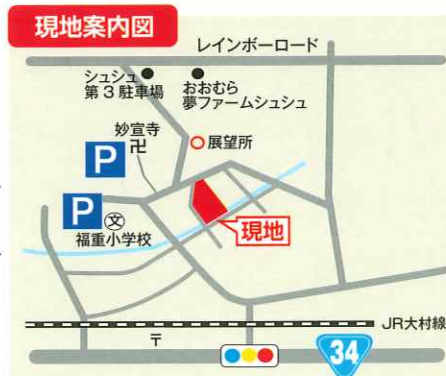 現地案内図
レインボーロード
シュシュ
第3駐車場
おおむら
夢ファームシュシュ
妙宣寺
卍
展望所
P
P
文
福重小学校
現地
JR大村線
〒
34